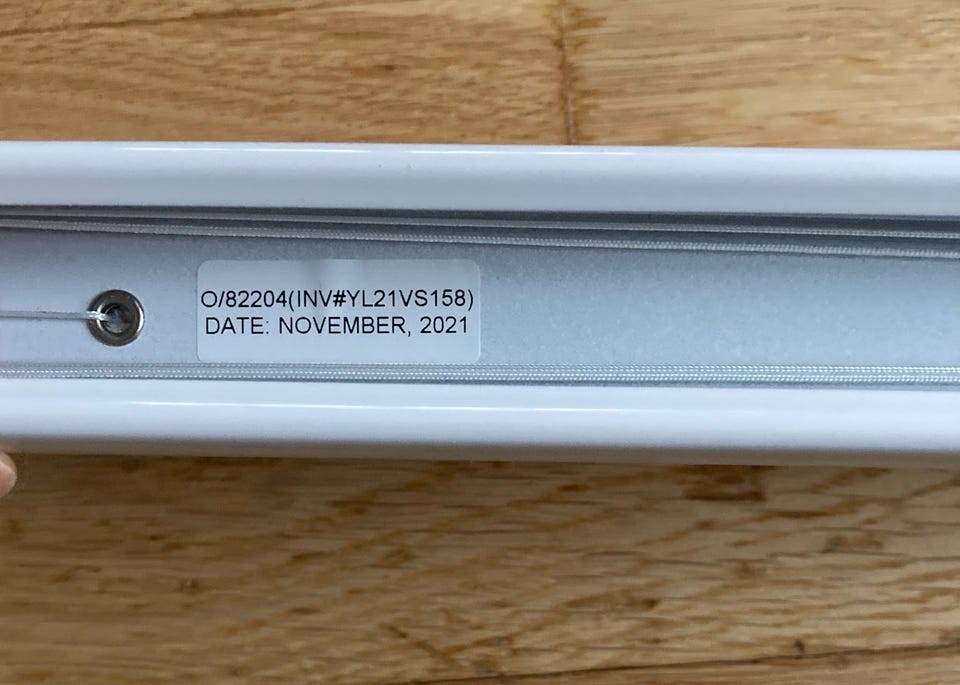 O/82204(INV#YL21VS158)
DATE: NOVEMBER, 2021